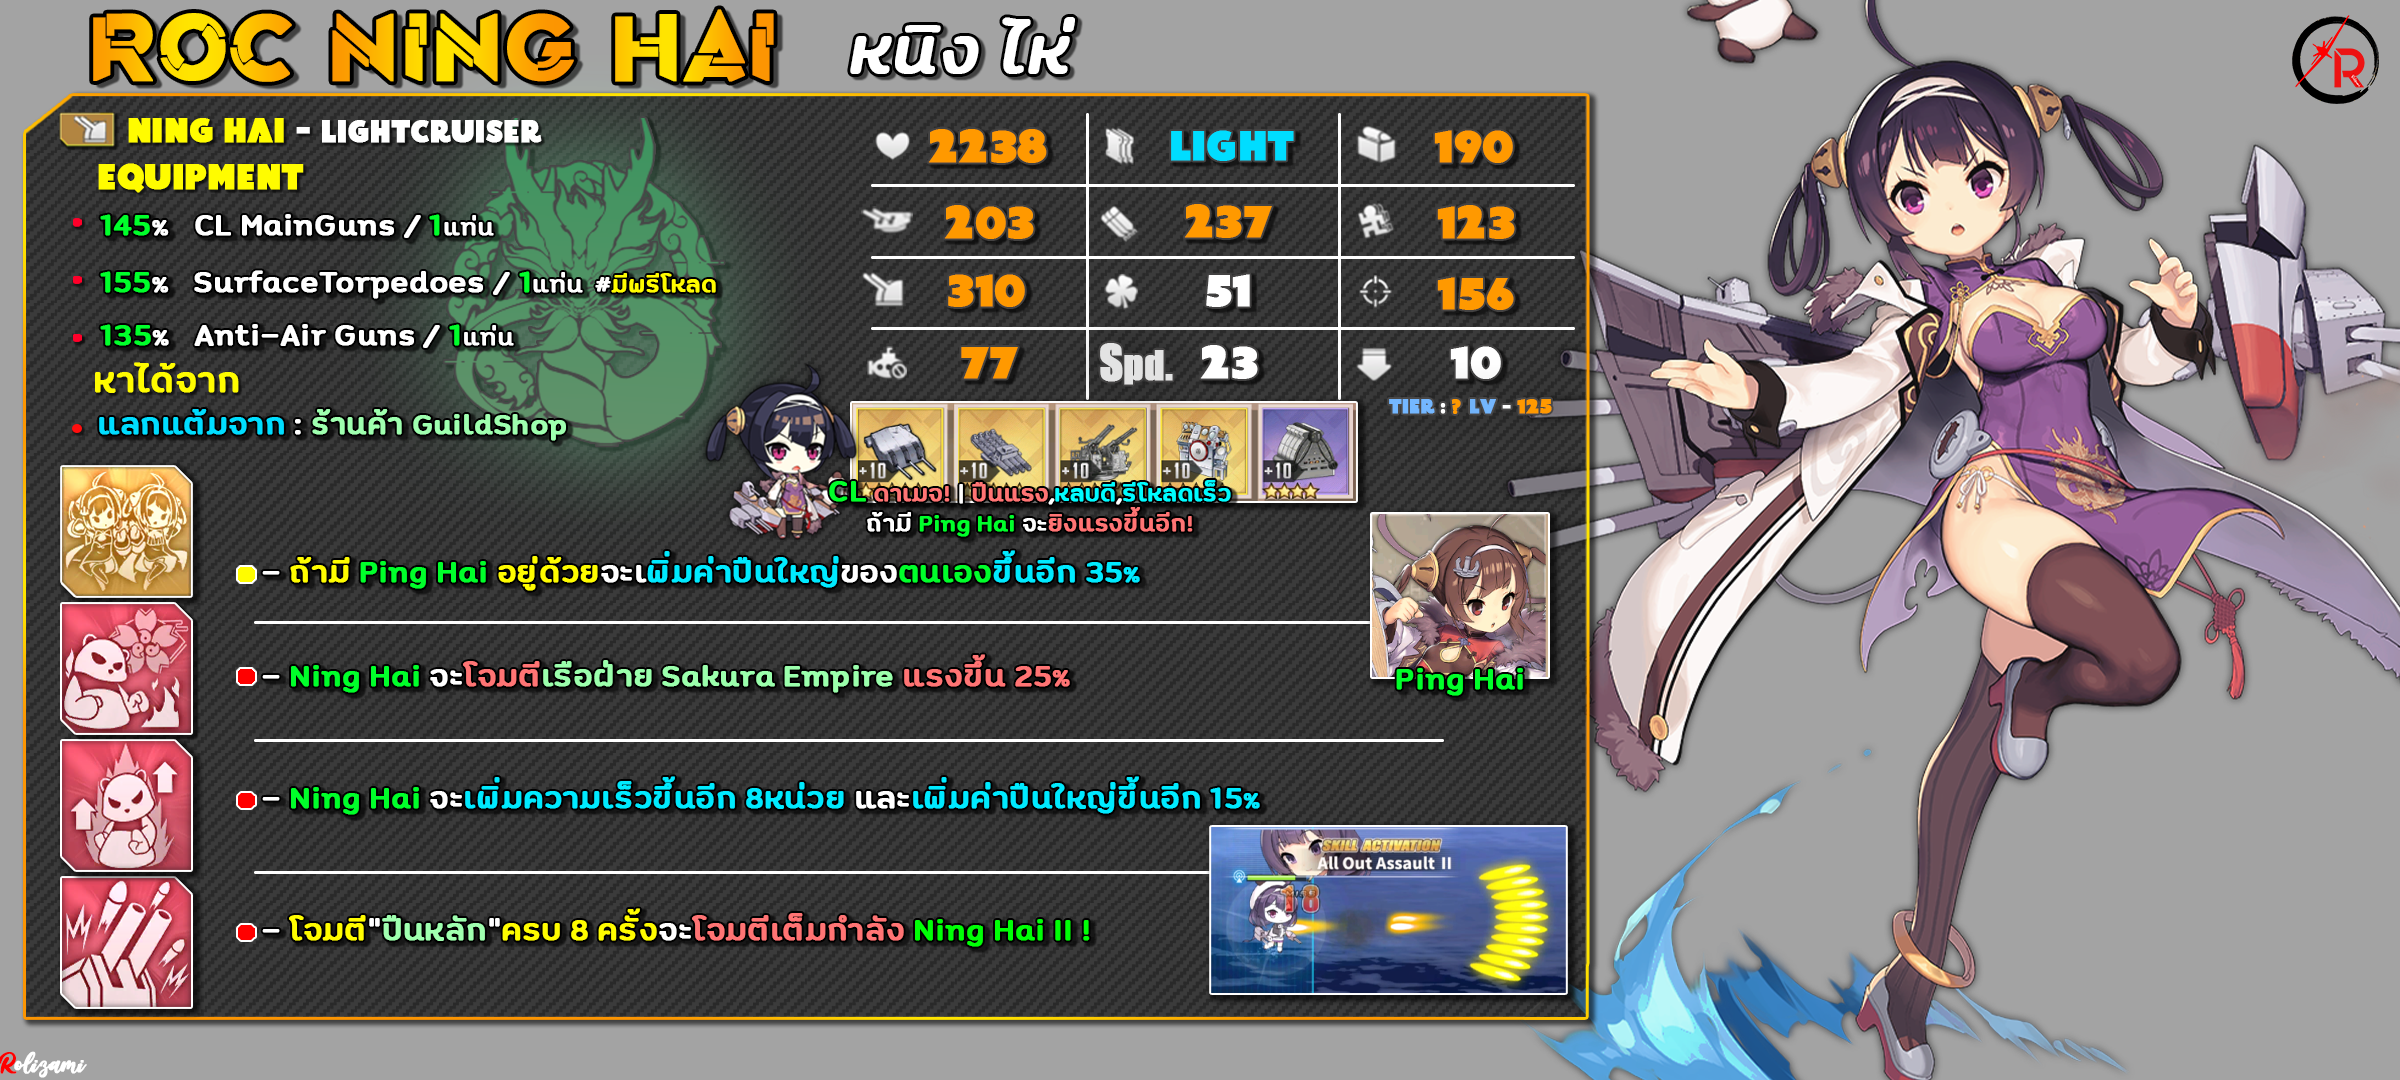 ROC NING HAI หนิง ไห่
NING HAI - LIGHTCRUISER
EQUIPMENT
145% CL MainGuns / 1แท่น
155% SurfaceTorpedoes / 1แท่น #มีพรีโหลด
135% Anti-Air Guns / 1แท่น
หาได้จาก
แลกแต้มจาก : ร้านค้า GuildShop
2238 LIGHT 190
203 237 123
310 51 156
77 Spd. 23 10
TIER : ? LV - 125
+10 +10 +10 +10 +10
CL ดาเมจ! | ปืนแรง,หลบดี,รีโหลดเร็ว
ถ้ามี Ping Hai จะยิงแรงขึ้นอีก!
- ถ้ามี Ping Hai อยู่ด้วยจะเพิ่มค่าปืนใหญ่ของตนเองขึ้นอีก 35%
- Ning Hai จะโจมตีเรือฝ่าย Sakura Empire แรงขึ้น 25%
Ping Hai
- Ning Hai จะเพิ่มความเร็วขึ้นอีก 8หน่วย และเพิ่มค่าปืนใหญ่ขึ้นอีก 15%
- โจมตี"ปืนหลัก"ครบ 8 ครั้งจะโจมตีเต็มกำลัง Ning Hai II !
SKILL ACTIVATION
All Out Assault II
18
R
Rolizami